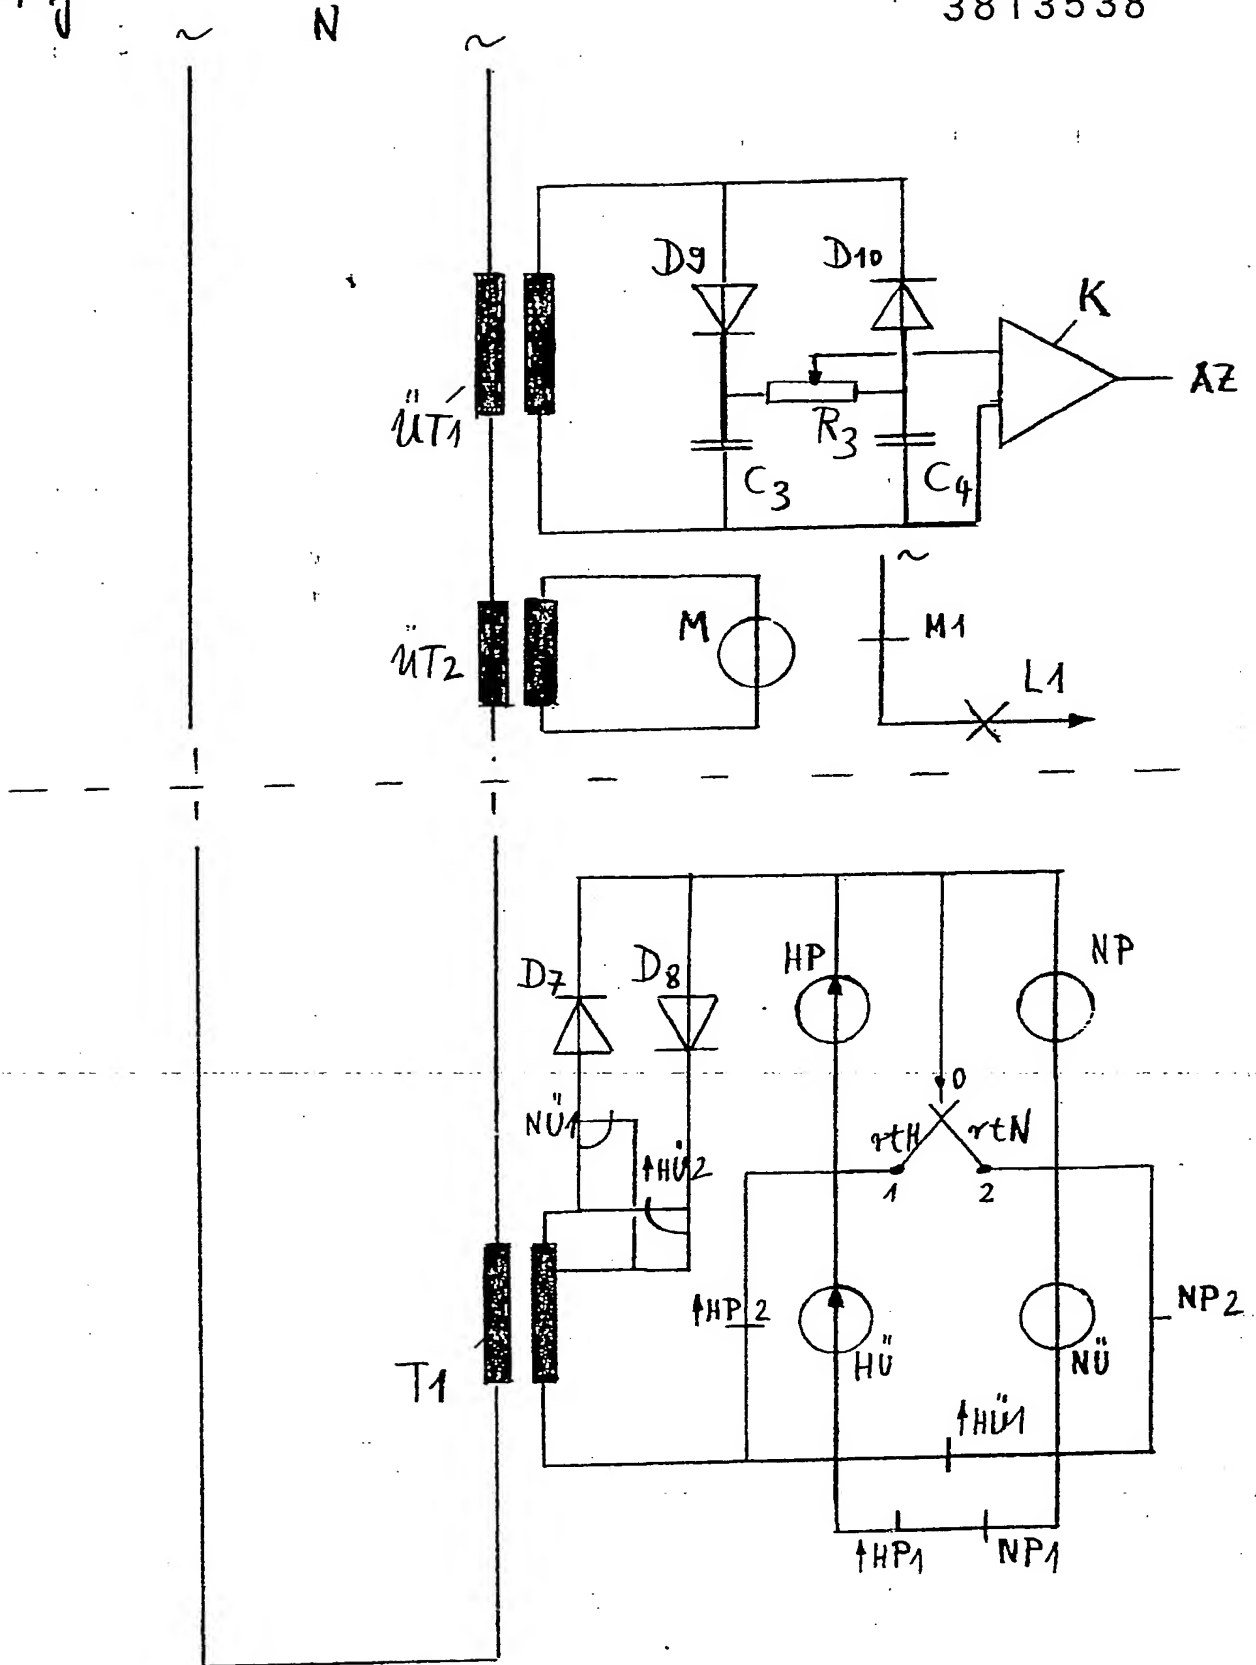 ~ N ~
3813538
D9
D10
K
AZ
ÜT1
R3
C3
C4
~
ÜT2
M
M1
L1
D7
D8
HP
NP
0
NÜ1
rtH
rtN
↑HÜ2
1
2
↑HP2
NP2
HÜ
NÜ
T1
↑HÜ1
↑HP1
NP1